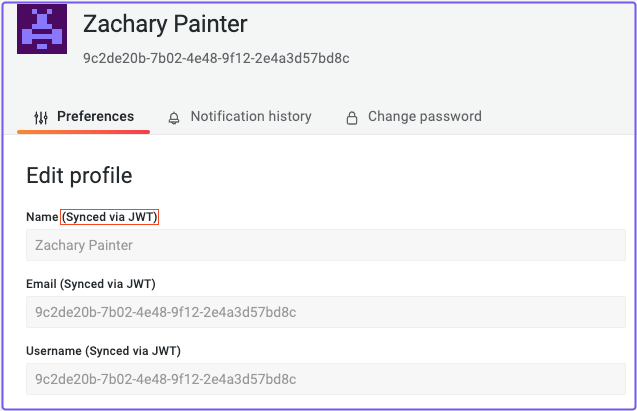 Zachary Painter
9c2de20b-7b02-4e48-9f12-2e4a3d57bd8c
Preferences Notification history Change password
Edit profile
Name (Synced via JWT)
Zachary Painter
Email (Synced via JWT)
9c2de20b-7b02-4e48-9f12-2e4a3d57bd8c
Username (Synced via JWT)
9c2de20b-7b02-4e48-9f12-2e4a3d57bd8c